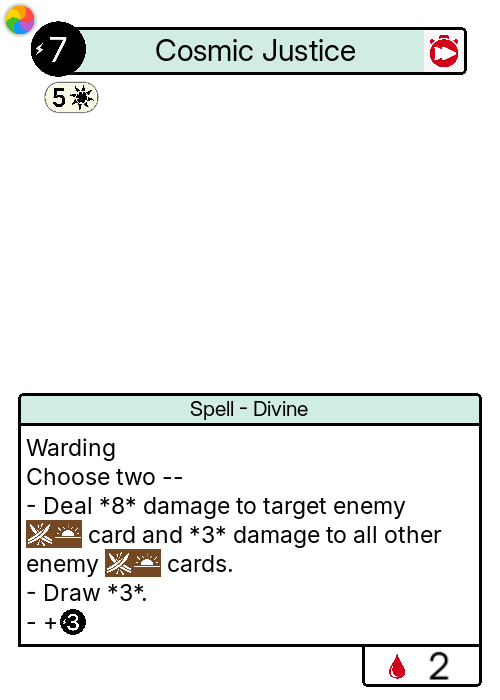 7
Cosmic Justice
5
Spell - Divine
Warding
Choose two --
- Deal *8* damage to target enemy
card and *3* damage to all other
enemy cards.
- Draw *3*.
- +3
2